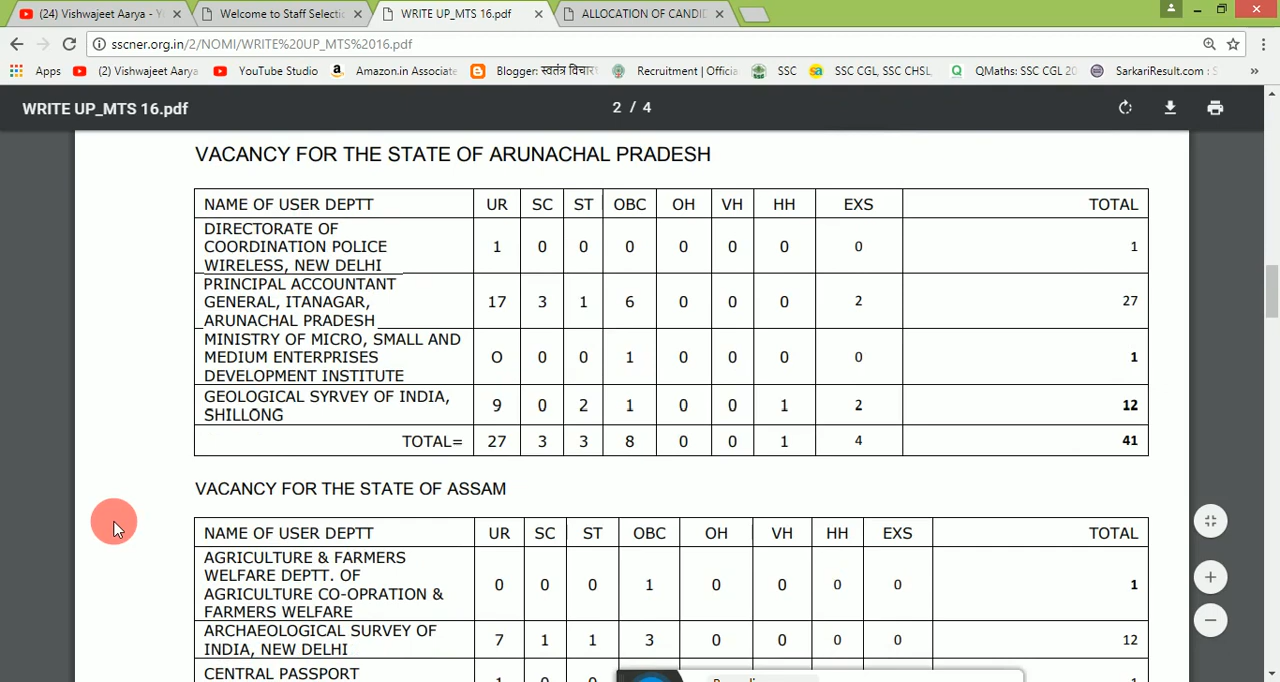 (24) Vishwajeet Aarya - Y
Welcome to Staff Selecti
WRITE UP_MTS 16.pdf
ALLOCATION OF CANDID
sscner.org.in/2/NOMI/WRITE%20UP_MTS%2016.pdf
Apps
(2) Vishwajeet Aarya
YouTube Studio
Amazon.in Associate
Blogger: स्वतंत्र विचार
Recruitment | Officia
SSC
SSC CGL, SSC CHSL,
QMaths: SSC CGL 20
SarkariResult.com : S
WRITE UP_MTS 16.pdf
2 / 4
VACANCY FOR THE STATE OF ARUNACHAL PRADESH
NAME OF USER DEPTT UR SC ST OBC OH VH HH EXS TOTAL
DIRECTORATE OF
COORDINATION POLICE 1 0 0 0 0 0 0 0 1
WIRELESS, NEW DELHI
PRINCIPAL ACCOUNTANT
GENERAL, ITANAGAR, 17 3 1 6 0 0 0 2 27
ARUNACHAL PRADESH
MINISTRY OF MICRO, SMALL AND
MEDIUM ENTERPRISES O 0 0 1 0 0 0 0 1
DEVELOPMENT INSTITUTE
GEOLOGICAL SYRVEY OF INDIA, 9 0 2 1 0 0 1 2 12
SHILLONG
TOTAL= 27 3 3 8 0 0 1 4 41
VACANCY FOR THE STATE OF ASSAM
NAME OF USER DEPTT UR SC ST OBC OH VH HH EXS TOTAL
AGRICULTURE & FARMERS
WELFARE DEPTT. OF
AGRICULTURE CO-OPRATION & 0 0 0 1 0 0 0 0 1
FARMERS WELFARE
ARCHAEOLOGICAL SURVEY OF 7 1 1 3 0 0 0 0 12
INDIA, NEW DELHI
CENTRAL PASSPORT